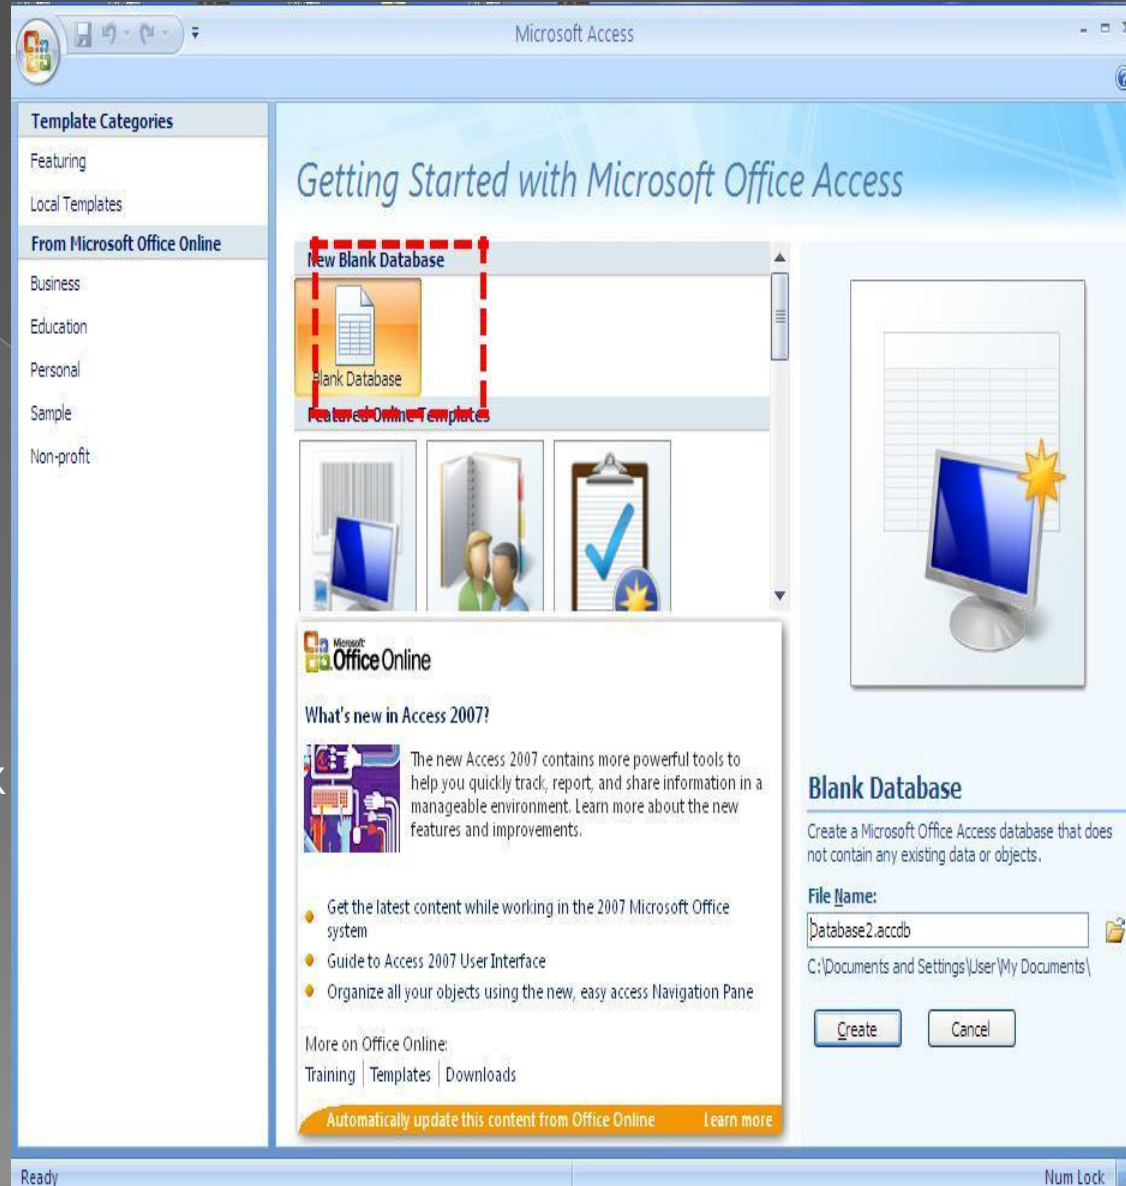 Microsoft Access
Template Categories
Featuring
Local Templates
From Microsoft Office Online
Business
Education
Personal
Sample
Non-profit
Getting Started with Microsoft Office Access
New Blank Database
Blank Database
Featured Online Templates
Microsoft
Office Online
What's new in Access 2007?
The new Access 2007 contains more powerful tools to
help you quickly track, report, and share information in a
manageable environment. Learn more about the new
features and improvements.
Get the latest content while working in the 2007 Microsoft Office
system
Guide to Access 2007 User Interface
Organize all your objects using the new, easy access Navigation Pane
More on Office Online:
Training | Templates | Downloads
Automatically update this content from Office Online Learn more
Blank Database
Create a Microsoft Office Access database that does
not contain any existing data or objects.
File Name:
Database2.accdb
C:\Documents and Settings\User\My Documents\
Create Cancel
Ready Num Lock